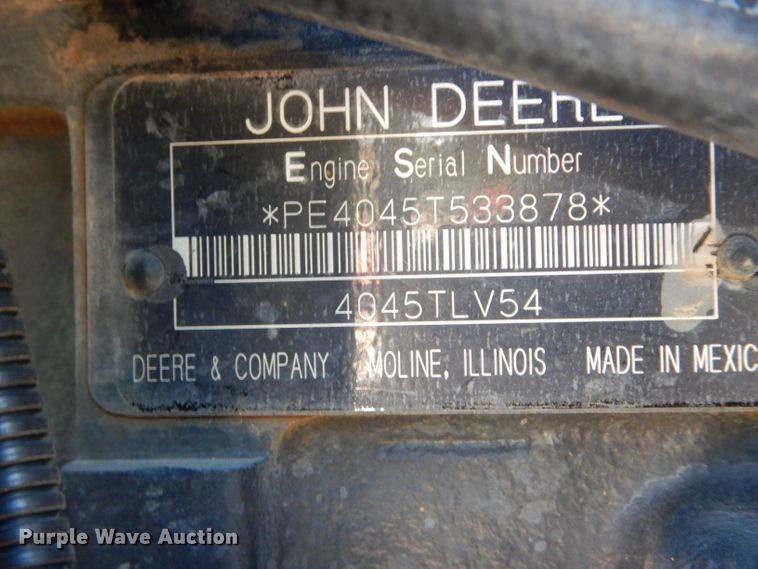 JOHN DEERE
Engine Serial Number
*PE4045T533878*
4045TLV54
DEERE & COMPANY MOLINE, ILLINOIS MADE IN MEXIC
Purple Wave Auction